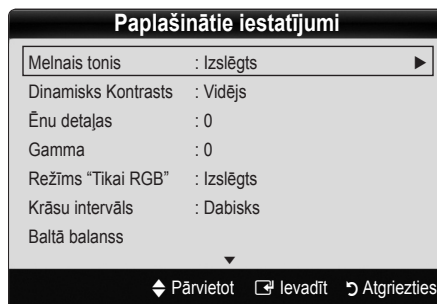 Paplašinātie iestatījumi
Melnais tonis : Izslēgts
Dinamisks Kontrasts : Vidējs
Ēnu detaļas : 0
Gamma : 0
Režīms “Tikai RGB” : Izslēgts
Krāsu intervāls : Dabisks
Baltā balanss
Pārvietot Ievadīt Atgriezties